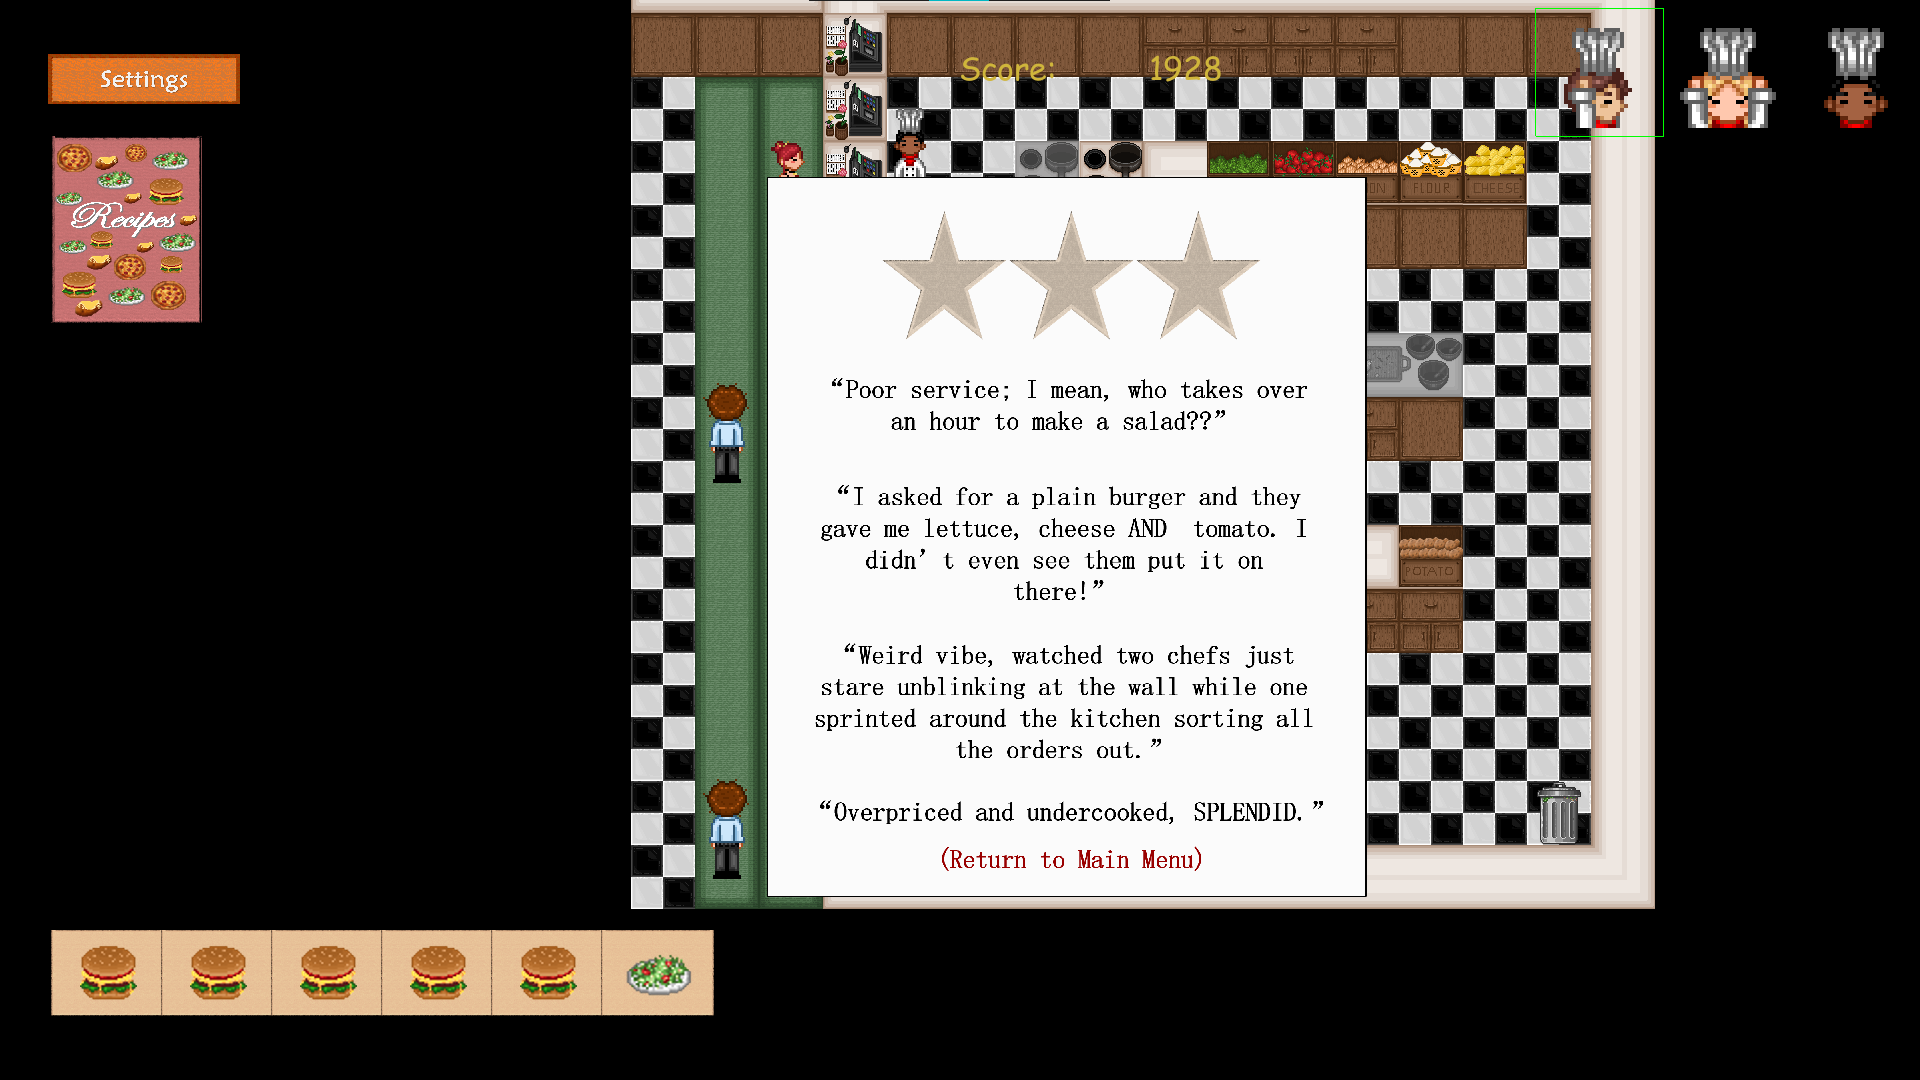 Settings
Score: 1928
Recipes
FLOUR
CHEESE
“Poor service; I mean, who takes over
an hour to make a salad??”
“I asked for a plain burger and they
gave me lettuce, cheese AND  tomato. I
didn’t even see them put it on
there!”
“Weird vibe, watched two chefs just
stare unblinking at the wall while one
sprinted around the kitchen sorting all
the orders out.”
“Overpriced and undercooked, SPLENDID.”
(Return to Main Menu)
POTATO